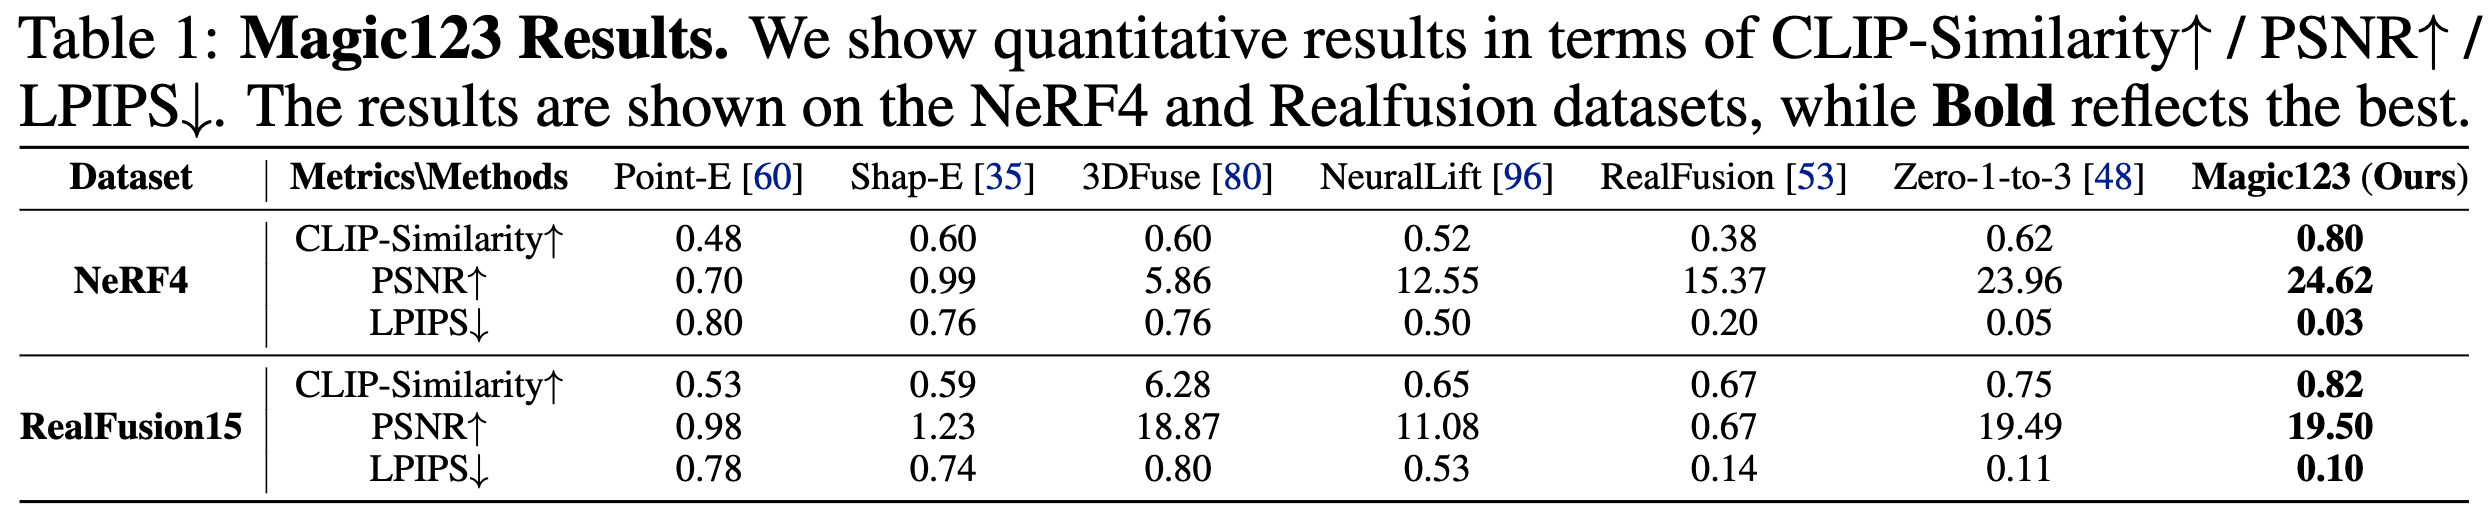 Table 1: Magic123 Results. We show quantitative results in terms of CLIP-Similarity↑ / PSNR↑ /
LPIPS↓. The results are shown on the NeRF4 and Realfusion datasets, while Bold reflects the best.
Dataset Metrics\Methods Point-E [60] Shap-E [35] 3DFuse [80] NeuralLift [96] RealFusion [53] Zero-1-to-3 [48] Magic123 (Ours)
CLIP-Similarity↑ 0.48 0.60 0.60 0.52 0.38 0.62 0.80
NeRF4 PSNR↑ 0.70 0.99 5.86 12.55 15.37 23.96 24.62
LPIPS↓ 0.80 0.76 0.76 0.50 0.20 0.05 0.03
CLIP-Similarity↑ 0.53 0.59 6.28 0.65 0.67 0.75 0.82
RealFusion15 PSNR↑ 0.98 1.23 18.87 11.08 0.67 19.49 19.50
LPIPS↓ 0.78 0.74 0.80 0.53 0.14 0.11 0.10